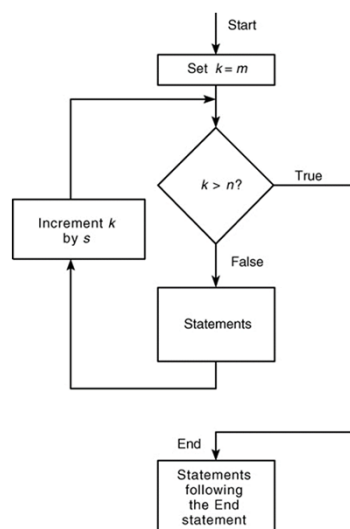 Start
Set k = m
k > n?
True
Increment k
by s
False
Statements
End
Statements
following
the End
statement